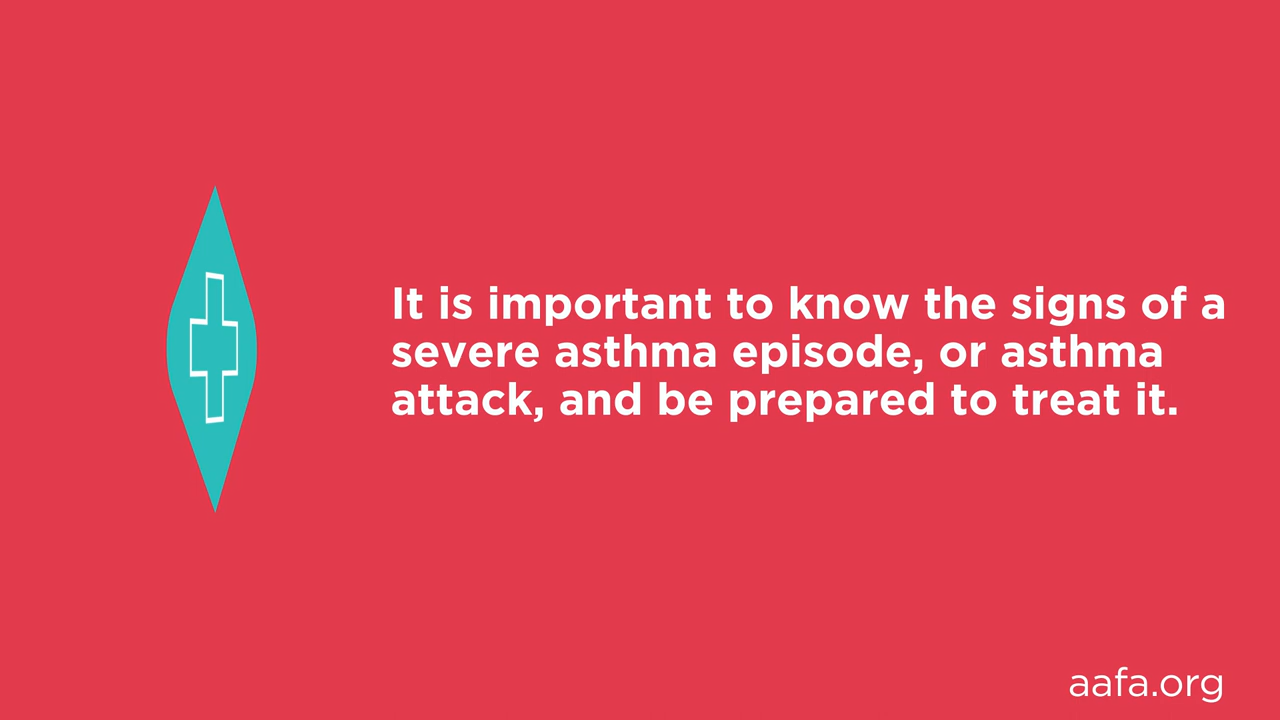 It is important to know the signs of a
severe asthma episode, or asthma
attack, and be prepared to treat it.
aafa.org